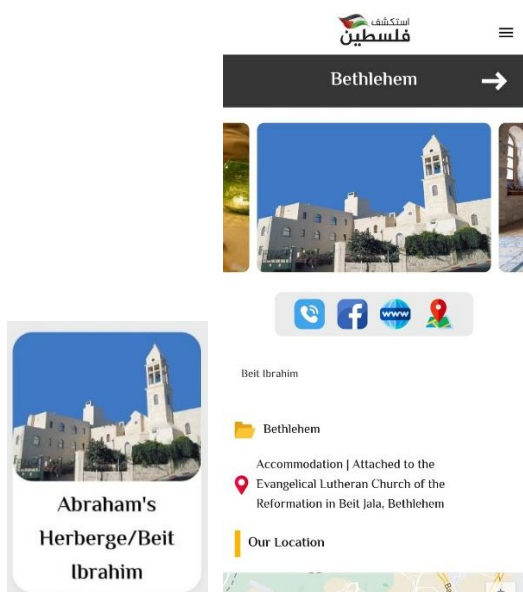 استكشف
فلسطين
Bethlehem
www
Beit Ibrahim
Bethlehem
Accommodation | Attached to the
Evangelical Lutheran Church of the
Reformation in Beit Jala, Bethlehem
Our Location
+
Abraham's
Herberge/Beit
Ibrahim